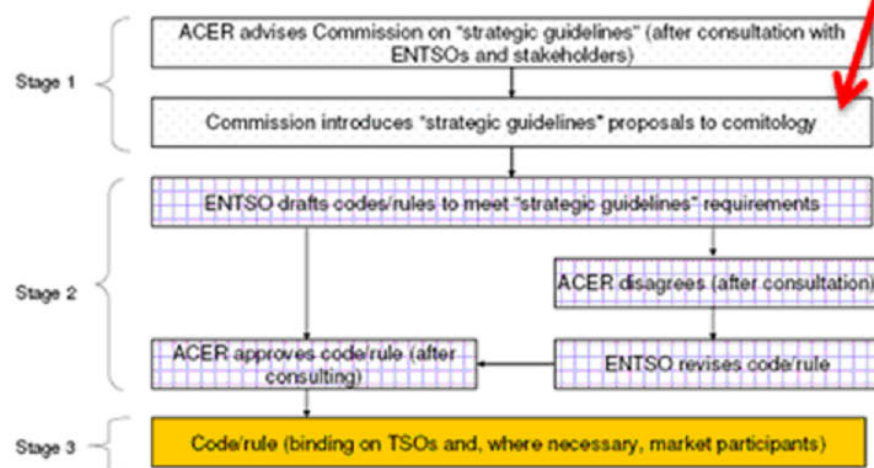 ACER advises Commission on "strategic guidelines" (after consultation with
ENTSOs and stakeholders)
Stage 1
Commission introduces "strategic guidelines" proposals to comitology
ENTSO drafts codes/rules to meet "strategic guidelines" requirements
Stage 2
ACER disagrees (after consultation)
ACER approves code/rule (after
consulting)
ENTSO revises code/rule
Stage 3
Code/rule (binding on TSOs and, where necessary, market participants)